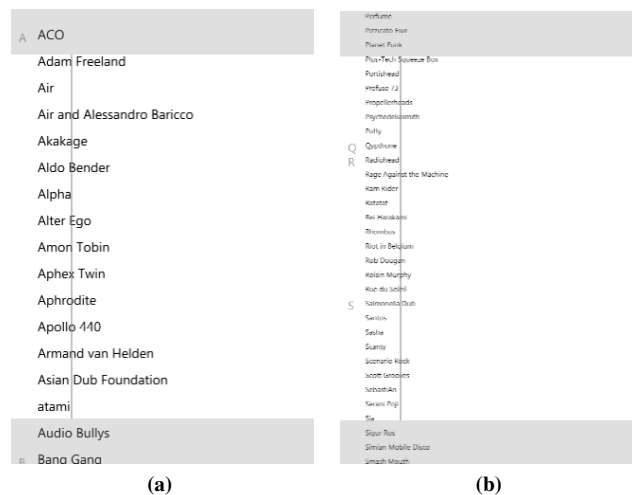 A ACO
Adam Freeland
Air
Air and Alessandro Baricco
Akakage
Aldo Bender
Alpha
Alter Ego
Amon Tobin
Aphex Twin
Aphrodite
Apollo 440
Armand van Helden
Asian Dub Foundation
atami
Audio Bullys
B Bang Gang
(a)
Perfume
Pizzicato Five
Planet Funk
Plus-Tech Squeeze Box
Portishead
Prefuse 73
Propellerheads
Psychedeliasmith
Puffy
Q Qypthone
R Radiohead
Rage Against the Machine
Ram Rider
Ratatat
Rei Harakami
Rhombus
Riot in Belgium
Rob Dougan
Roisin Murphy
Rue du Soleil
S Salmonella Dub
Santos
Sasha
Scanty
Scenario Rock
Scott Grooves
SebastiAn
Serani Poji
Sia
Sigur Ros
Simian Mobile Disco
Smash Mouth
(b)